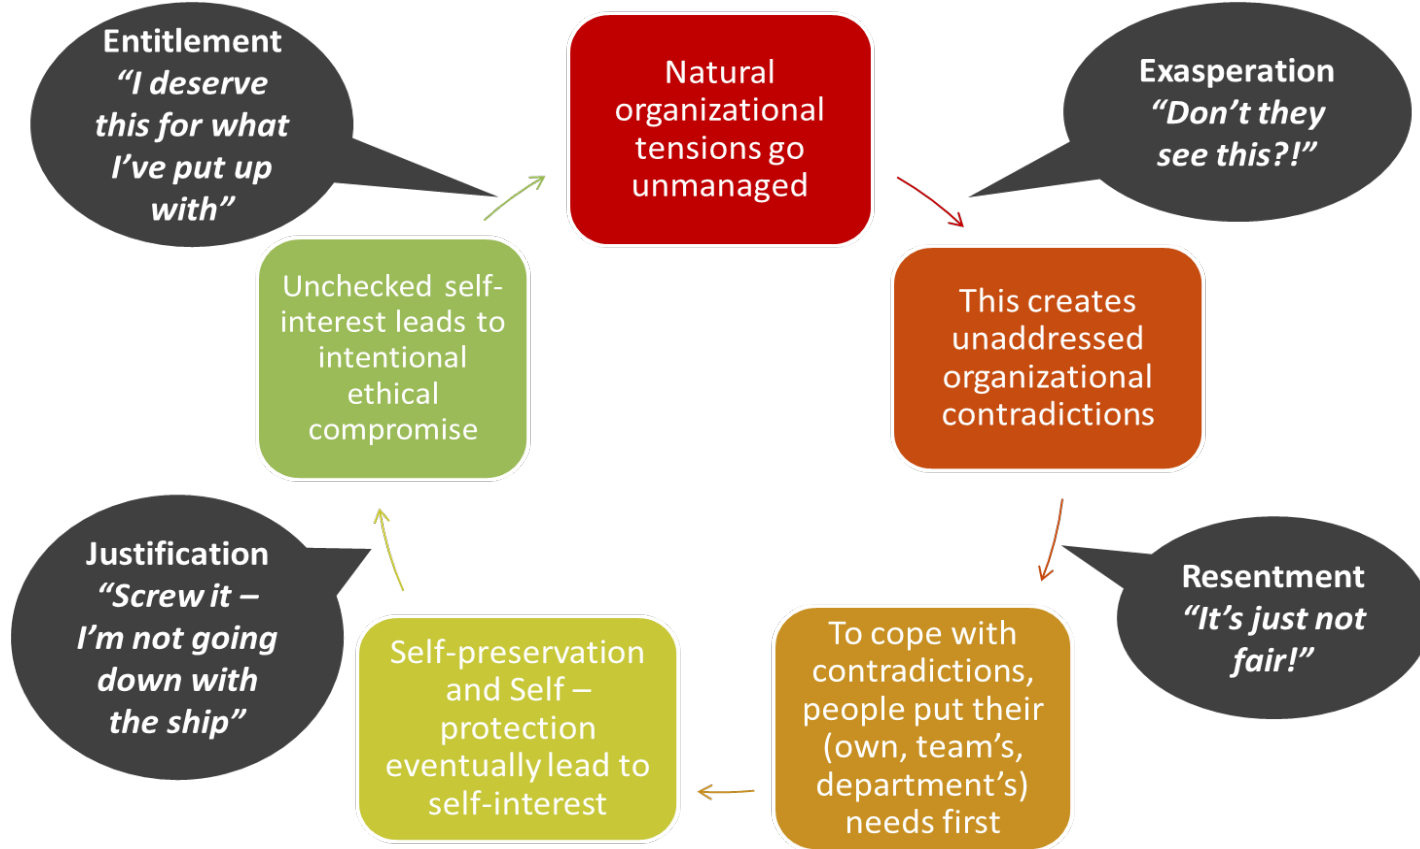 Natural
organizational
tensions go
unmanaged
Exasperation
“Don’t they
see this?!”
This creates
unaddressed
organizational
contradictions
Resentment
“It’s just not
fair!”
To cope with
contradictions,
people put their
(own, team’s,
department’s)
needs first
Self-preservation
and Self –
protection
eventually lead to
self-interest
Justification
“Screw it –
I’m not going
down with
the ship”
Unchecked self-
interest leads to
intentional
ethical
compromise
Entitlement
“I deserve
this for what
I’ve put up
with”